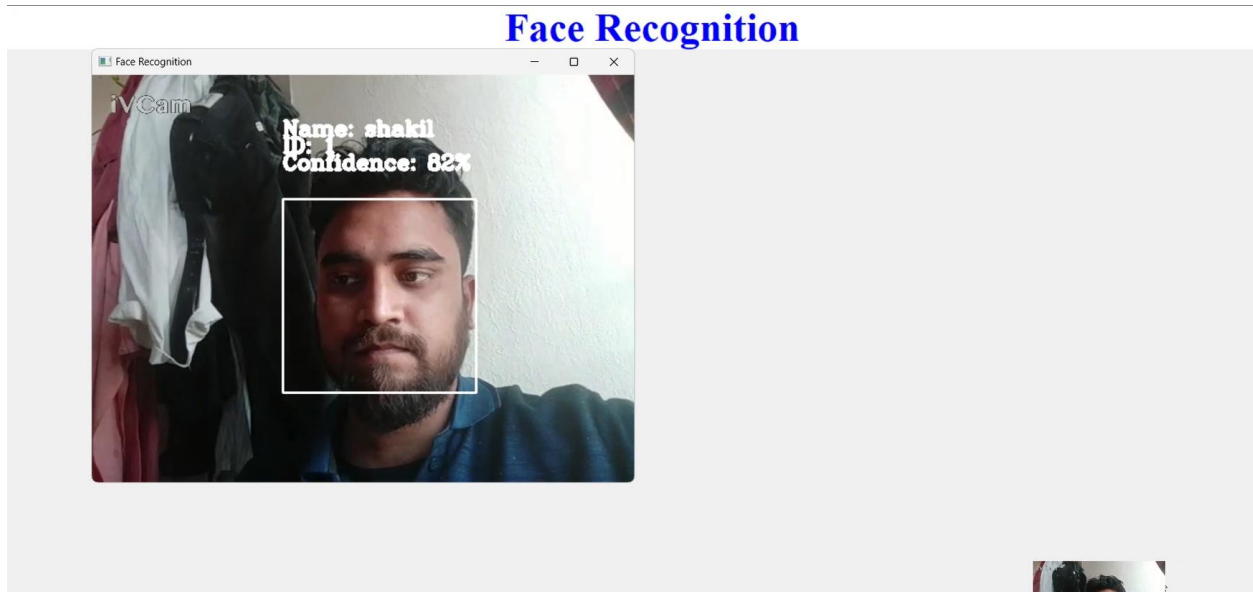 Face Recognition
Face Recognition
iVCam
Name: shakil
ID: 1
Confidence: 82%